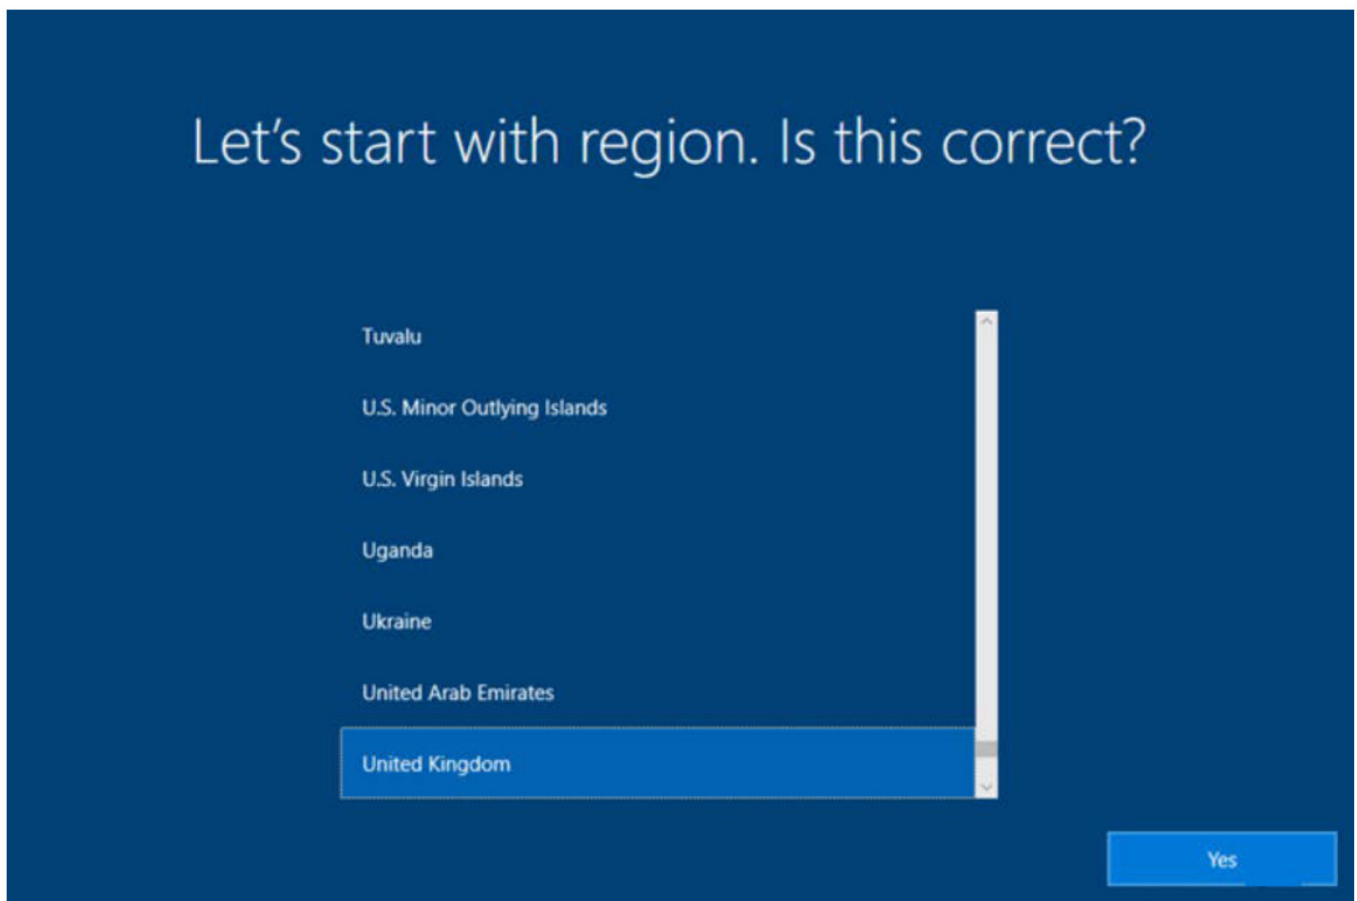 Let's start with region. Is this correct?
Tuvalu
U.S. Minor Outlying Islands
U.S. Virgin Islands
Uganda
Ukraine
United Arab Emirates
United Kingdom
Yes